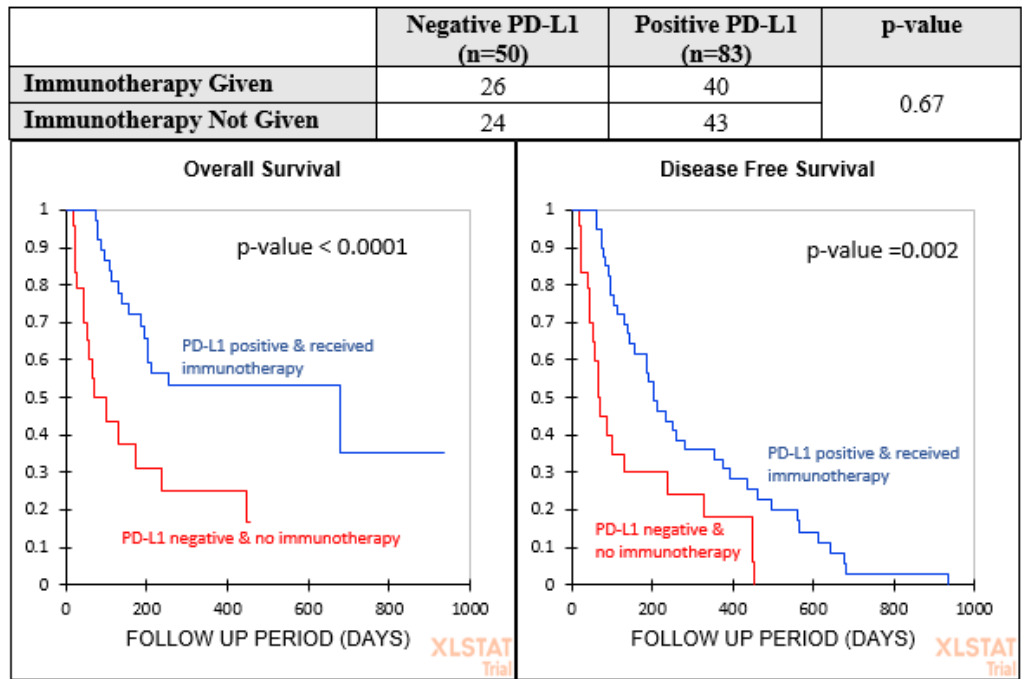 Negative PD-L1 (n=50) Positive PD-L1 (n=83) p-value
Immunotherapy Given 26 40 0.67
Immunotherapy Not Given 24 43
Overall Survival
1
0.9
0.8
0.7
0.6
0.5
0.4
0.3
0.2
0.1
0
p-value < 0.0001
PD-L1 positive & received
immunotherapy
PD-L1 negative & no immunotherapy
0 200 400 600 800 1000
FOLLOW UP PERIOD (DAYS)
XLSTAT
Trial
Disease Free Survival
1
0.9
0.8
0.7
0.6
0.5
0.4
0.3
0.2
0.1
0
p-value =0.002
PD-L1 positive & received
immunotherapy
PD-L1 negative &
no immunotherapy
0 200 400 600 800 1000
FOLLOW UP PERIOD (DAYS)
XLSTAT
Trial